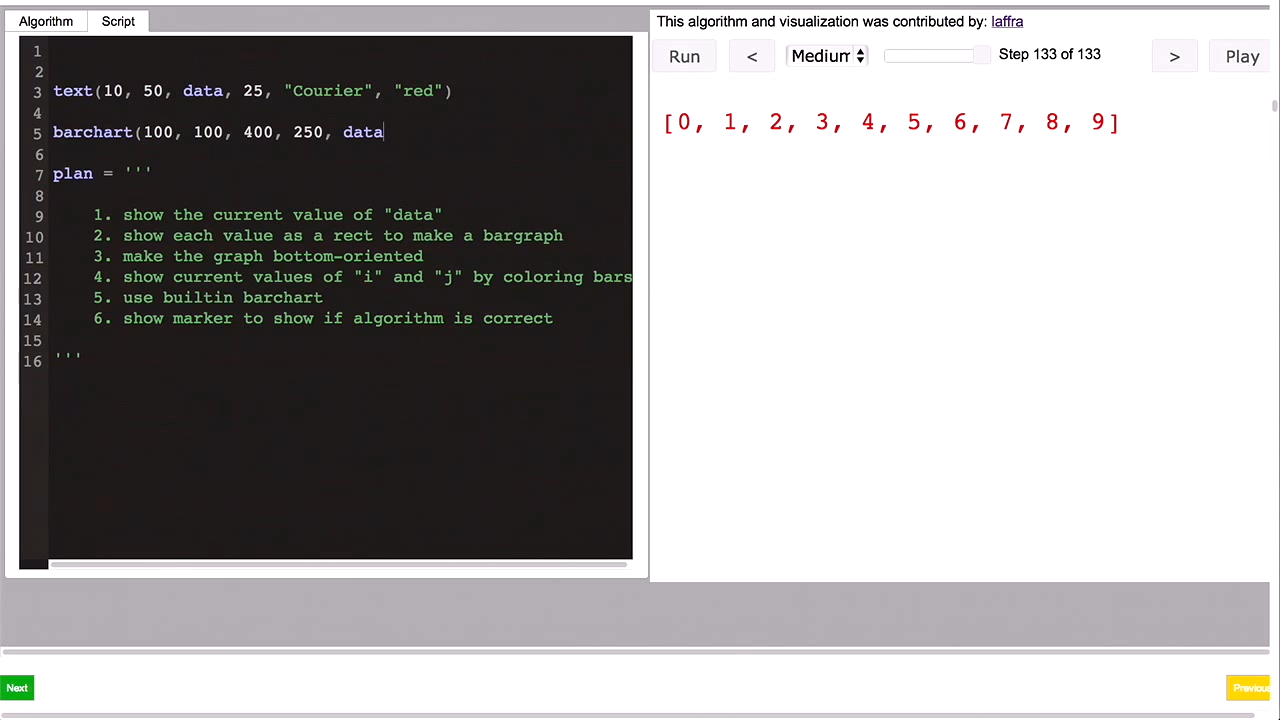 Algorithm Script
This algorithm and visualization was contributed by: laffra
Run < Medium Step 133 of 133 > Play
[0, 1, 2, 3, 4, 5, 6, 7, 8, 9]
1
2
3 text(10, 50, data, 25, "Courier", "red")
4
5 barchart(100, 100, 400, 250, data
6
7 plan = '''
8
9 1. show the current value of "data"
10 2. show each value as a rect to make a bargraph
11 3. make the graph bottom-oriented
12 4. show current values of "i" and "j" by coloring bars
13 5. use builtin barchart
14 6. show marker to show if algorithm is correct
15
16 '''
Next Previous